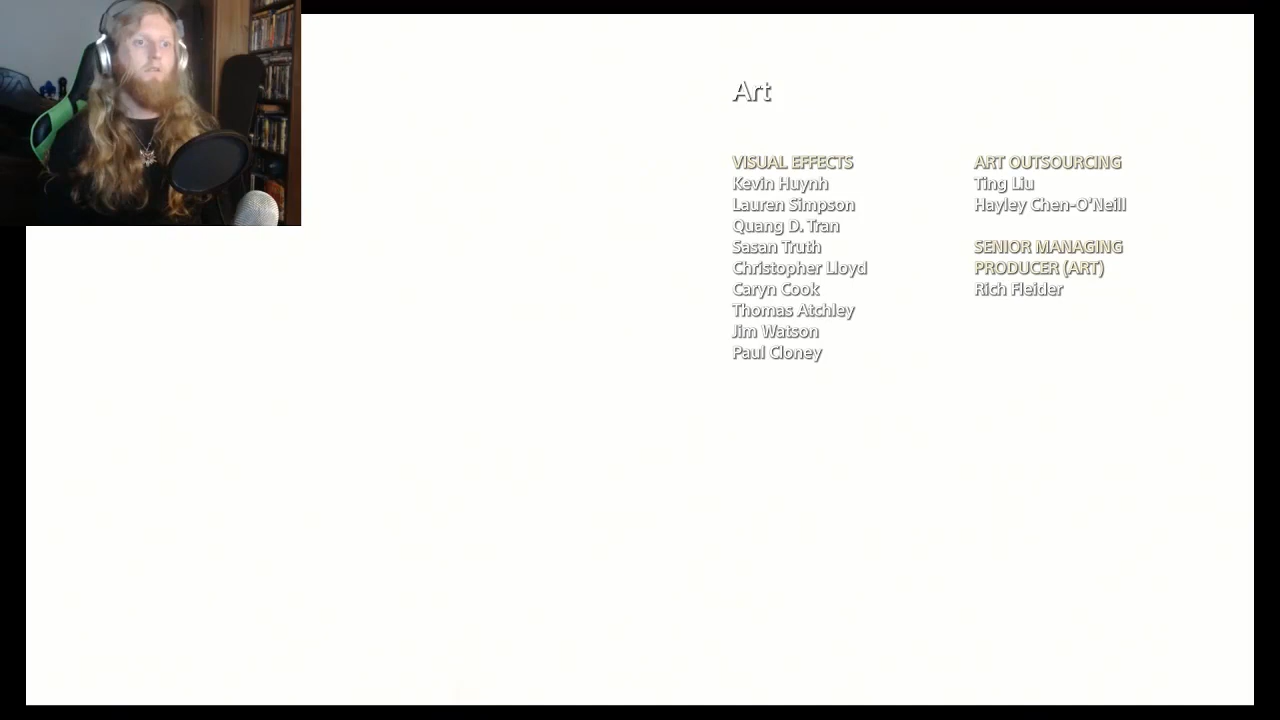 Art
VISUAL EFFECTS
Kevin Huynh
Lauren Simpson
Quang D. Tran
Sasan Truth
Christopher Lloyd
Caryn Cook
Thomas Atchley
Jim Watson
Paul Cloney
ART OUTSOURCING
Ting Liu
Hayley Chen-O'Neill
SENIOR MANAGING
PRODUCER (ART)
Rich Fleider